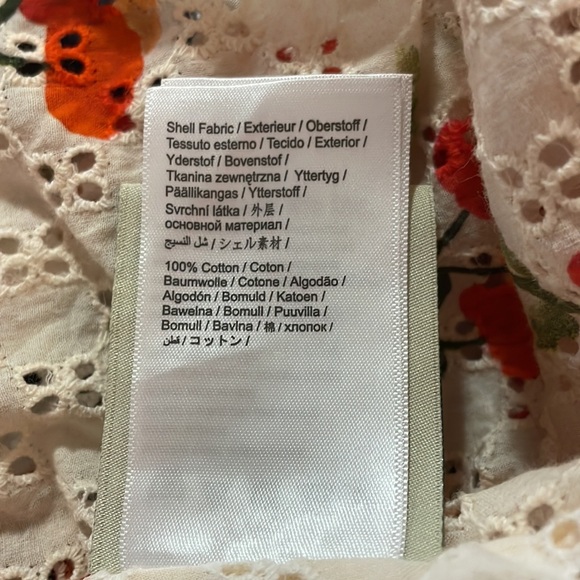 Shell Fabric / Exterieur / Oberstoff /
Tessuto esterno / Tecido / Exterior /
Yderstof / Bovenstof /
Tkanina zewnętrzna / Yttertyg /
Päällikangas / Ytterstoff /
Svrchní látka / 外层 /
основной материал /
شل النسيج / シェル素材 /
100% Cotton / Coton /
Baumwolle / Cotone / Algodão /
Algodón / Bomuld / Katoen /
Bawełna / Bomull / Puuvilla /
Bomull / Bavlna / 棉 / хлопок /
قطن / コットン /